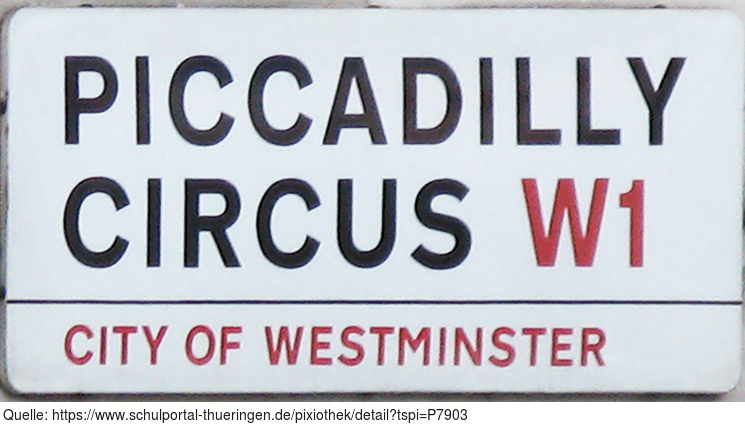 PICCADILLY
CIRCUS W1
CITY OF WESTMINSTER
Quelle: https://www.schulportal-thueringen.de/pixiothek/detail?tspi=P7903